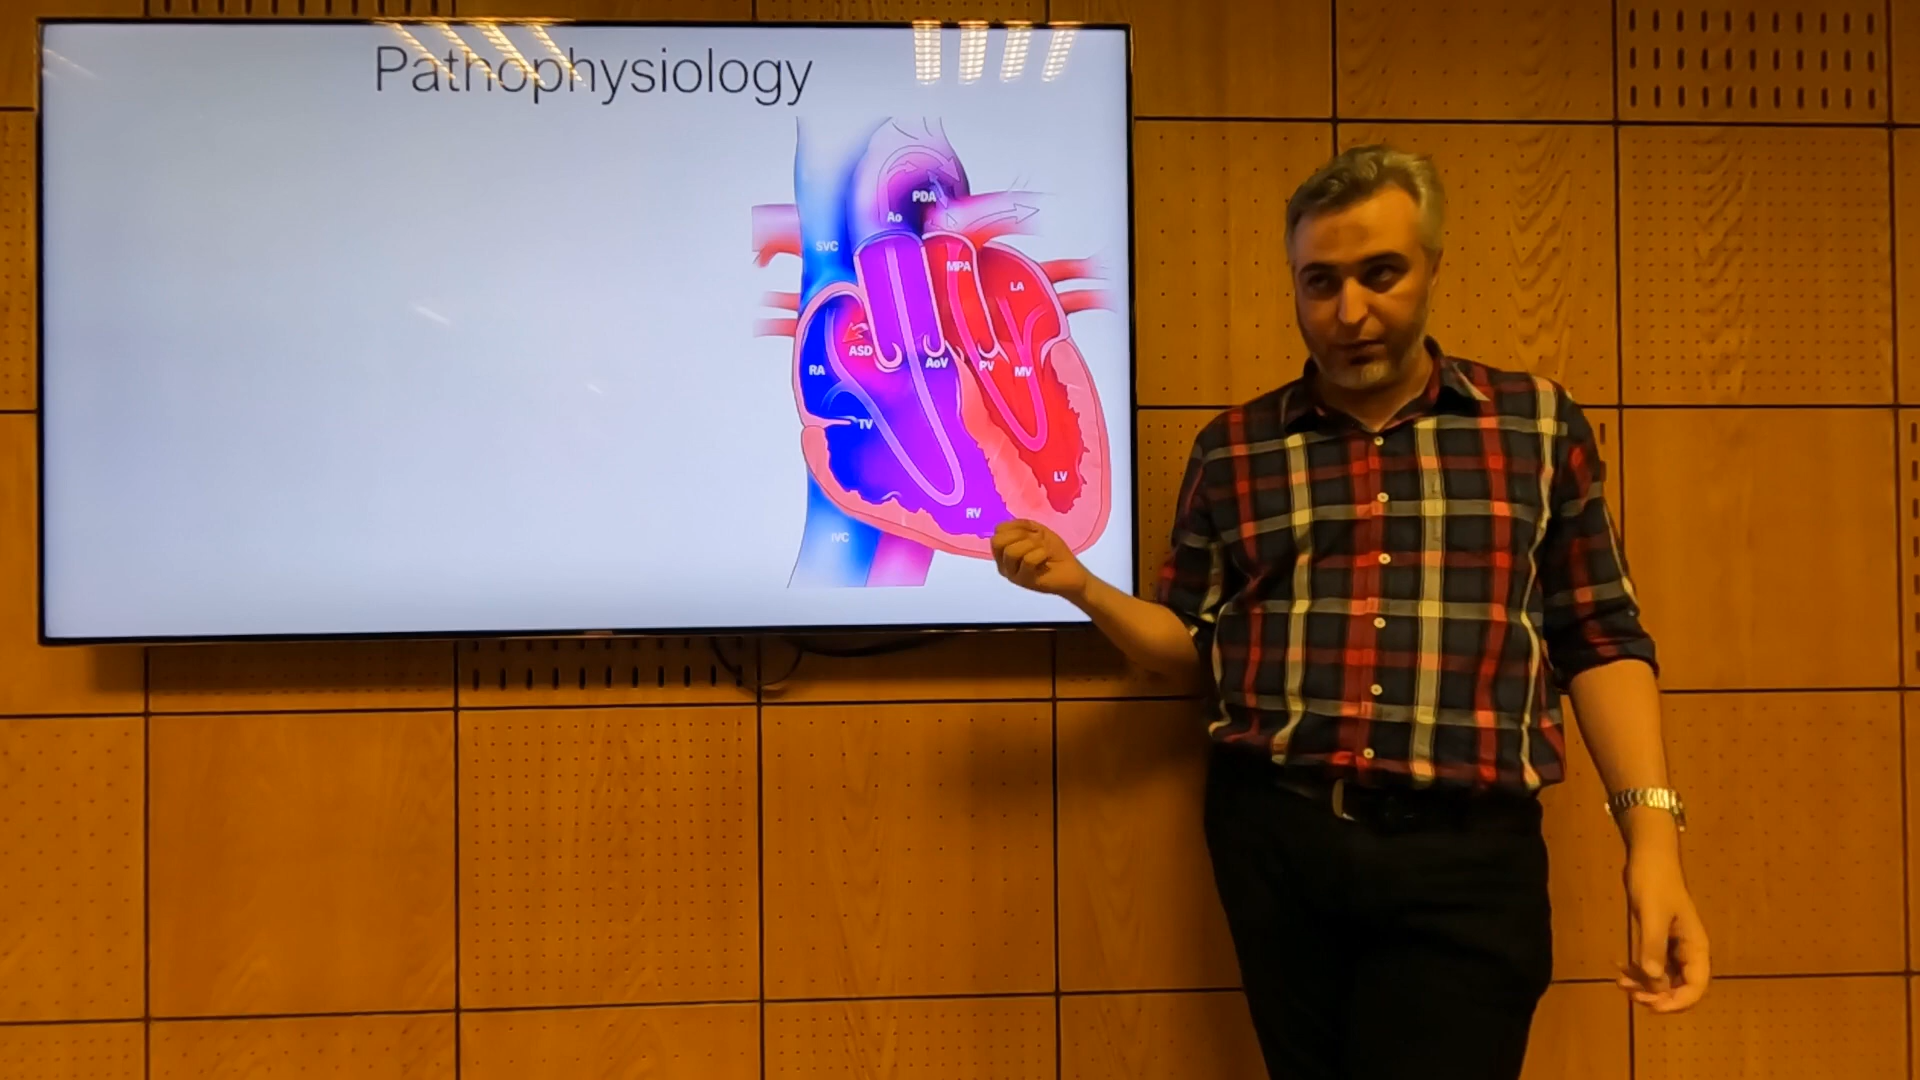 Pathophysiology
PDA
Ao
SVC
MPA
LA
ASD
AoV
PV
MV
RA
TV
LV
RV
IVC